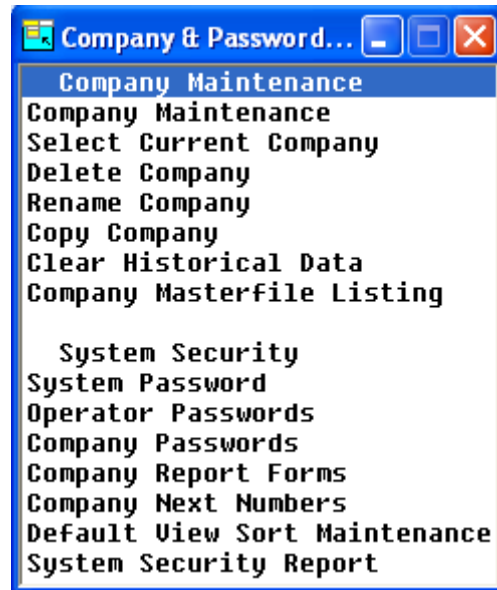 Company & Password...
Company Maintenance
Company Maintenance
Select Current Company
Delete Company
Rename Company
Copy Company
Clear Historical Data
Company Masterfile Listing
System Security
System Password
Operator Passwords
Company Passwords
Company Report Forms
Company Next Numbers
Default View Sort Maintenance
System Security Report